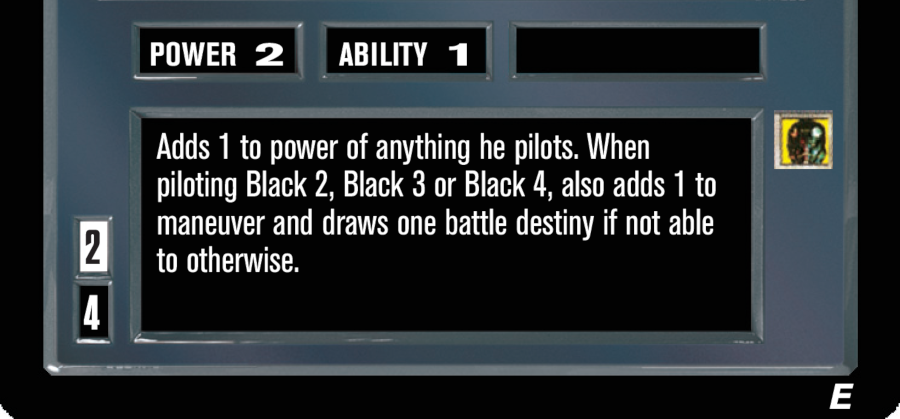 POWER 2 ABILITY 1
Adds 1 to power of anything he pilots. When
piloting Black 2, Black 3 or Black 4, also adds 1 to
maneuver and draws one battle destiny if not able
to otherwise.
2
4
E